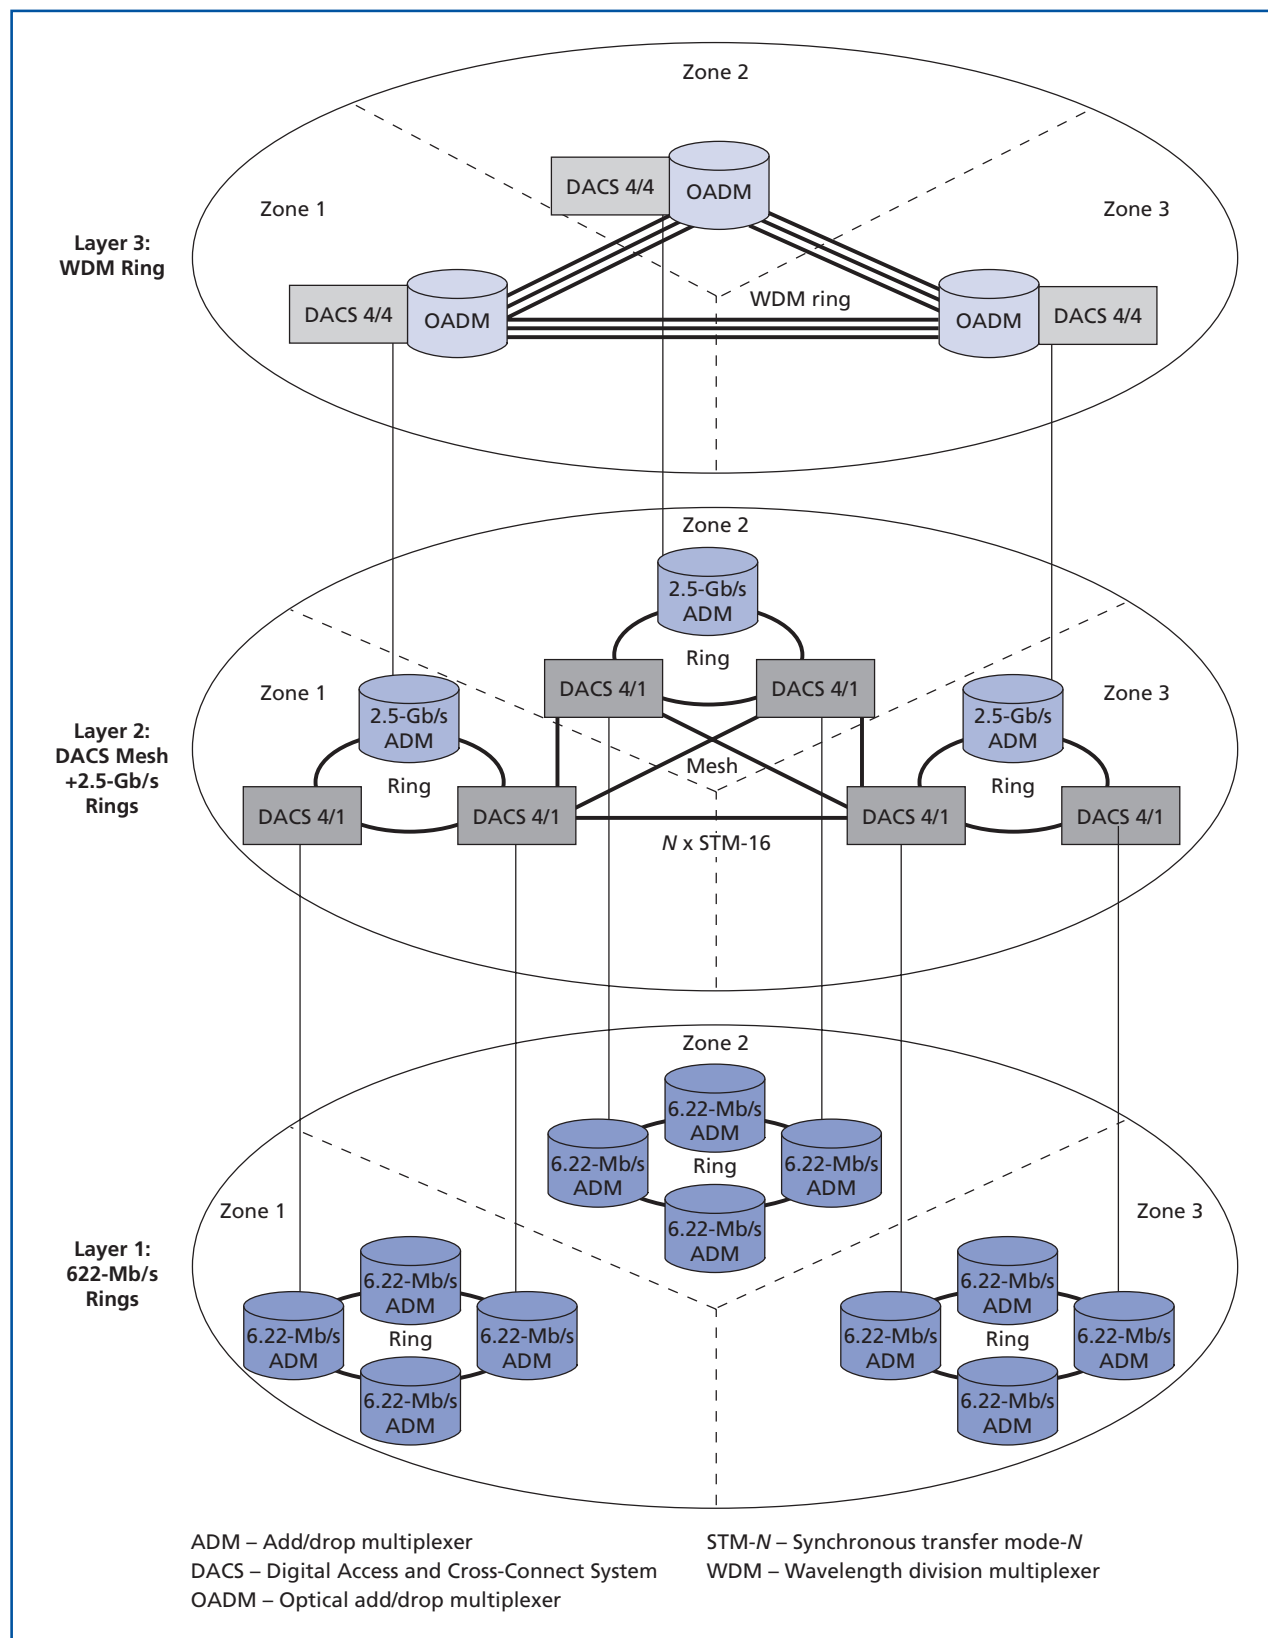 Zone 2
DACS 4/4
OADM
Zone 1
Zone 3
Layer 3:
WDM Ring
WDM ring
DACS 4/4
OADM
OADM
DACS 4/4
Zone 2
2.5-Gb/s
ADM
Ring
DACS 4/1
DACS 4/1
Zone 1
Zone 3
2.5-Gb/s
ADM
2.5-Gb/s
ADM
Layer 2:
DACS Mesh
+2.5-Gb/s
Rings
Mesh
Ring
Ring
DACS 4/1
DACS 4/1
DACS 4/1
DACS 4/1
N x STM-16
Zone 2
6.22-Mb/s
ADM
6.22-Mb/s
ADM
Ring
6.22-Mb/s
ADM
6.22-Mb/s
ADM
Zone 1
Zone 3
Layer 1:
622-Mb/s
Rings
6.22-Mb/s
ADM
6.22-Mb/s
ADM
Ring
6.22-Mb/s
ADM
6.22-Mb/s
ADM
6.22-Mb/s
ADM
6.22-Mb/s
ADM
Ring
6.22-Mb/s
ADM
6.22-Mb/s
ADM
ADM – Add/drop multiplexer
DACS – Digital Access and Cross-Connect System
OADM – Optical add/drop multiplexer
STM-N – Synchronous transfer mode-N
WDM – Wavelength division multiplexer